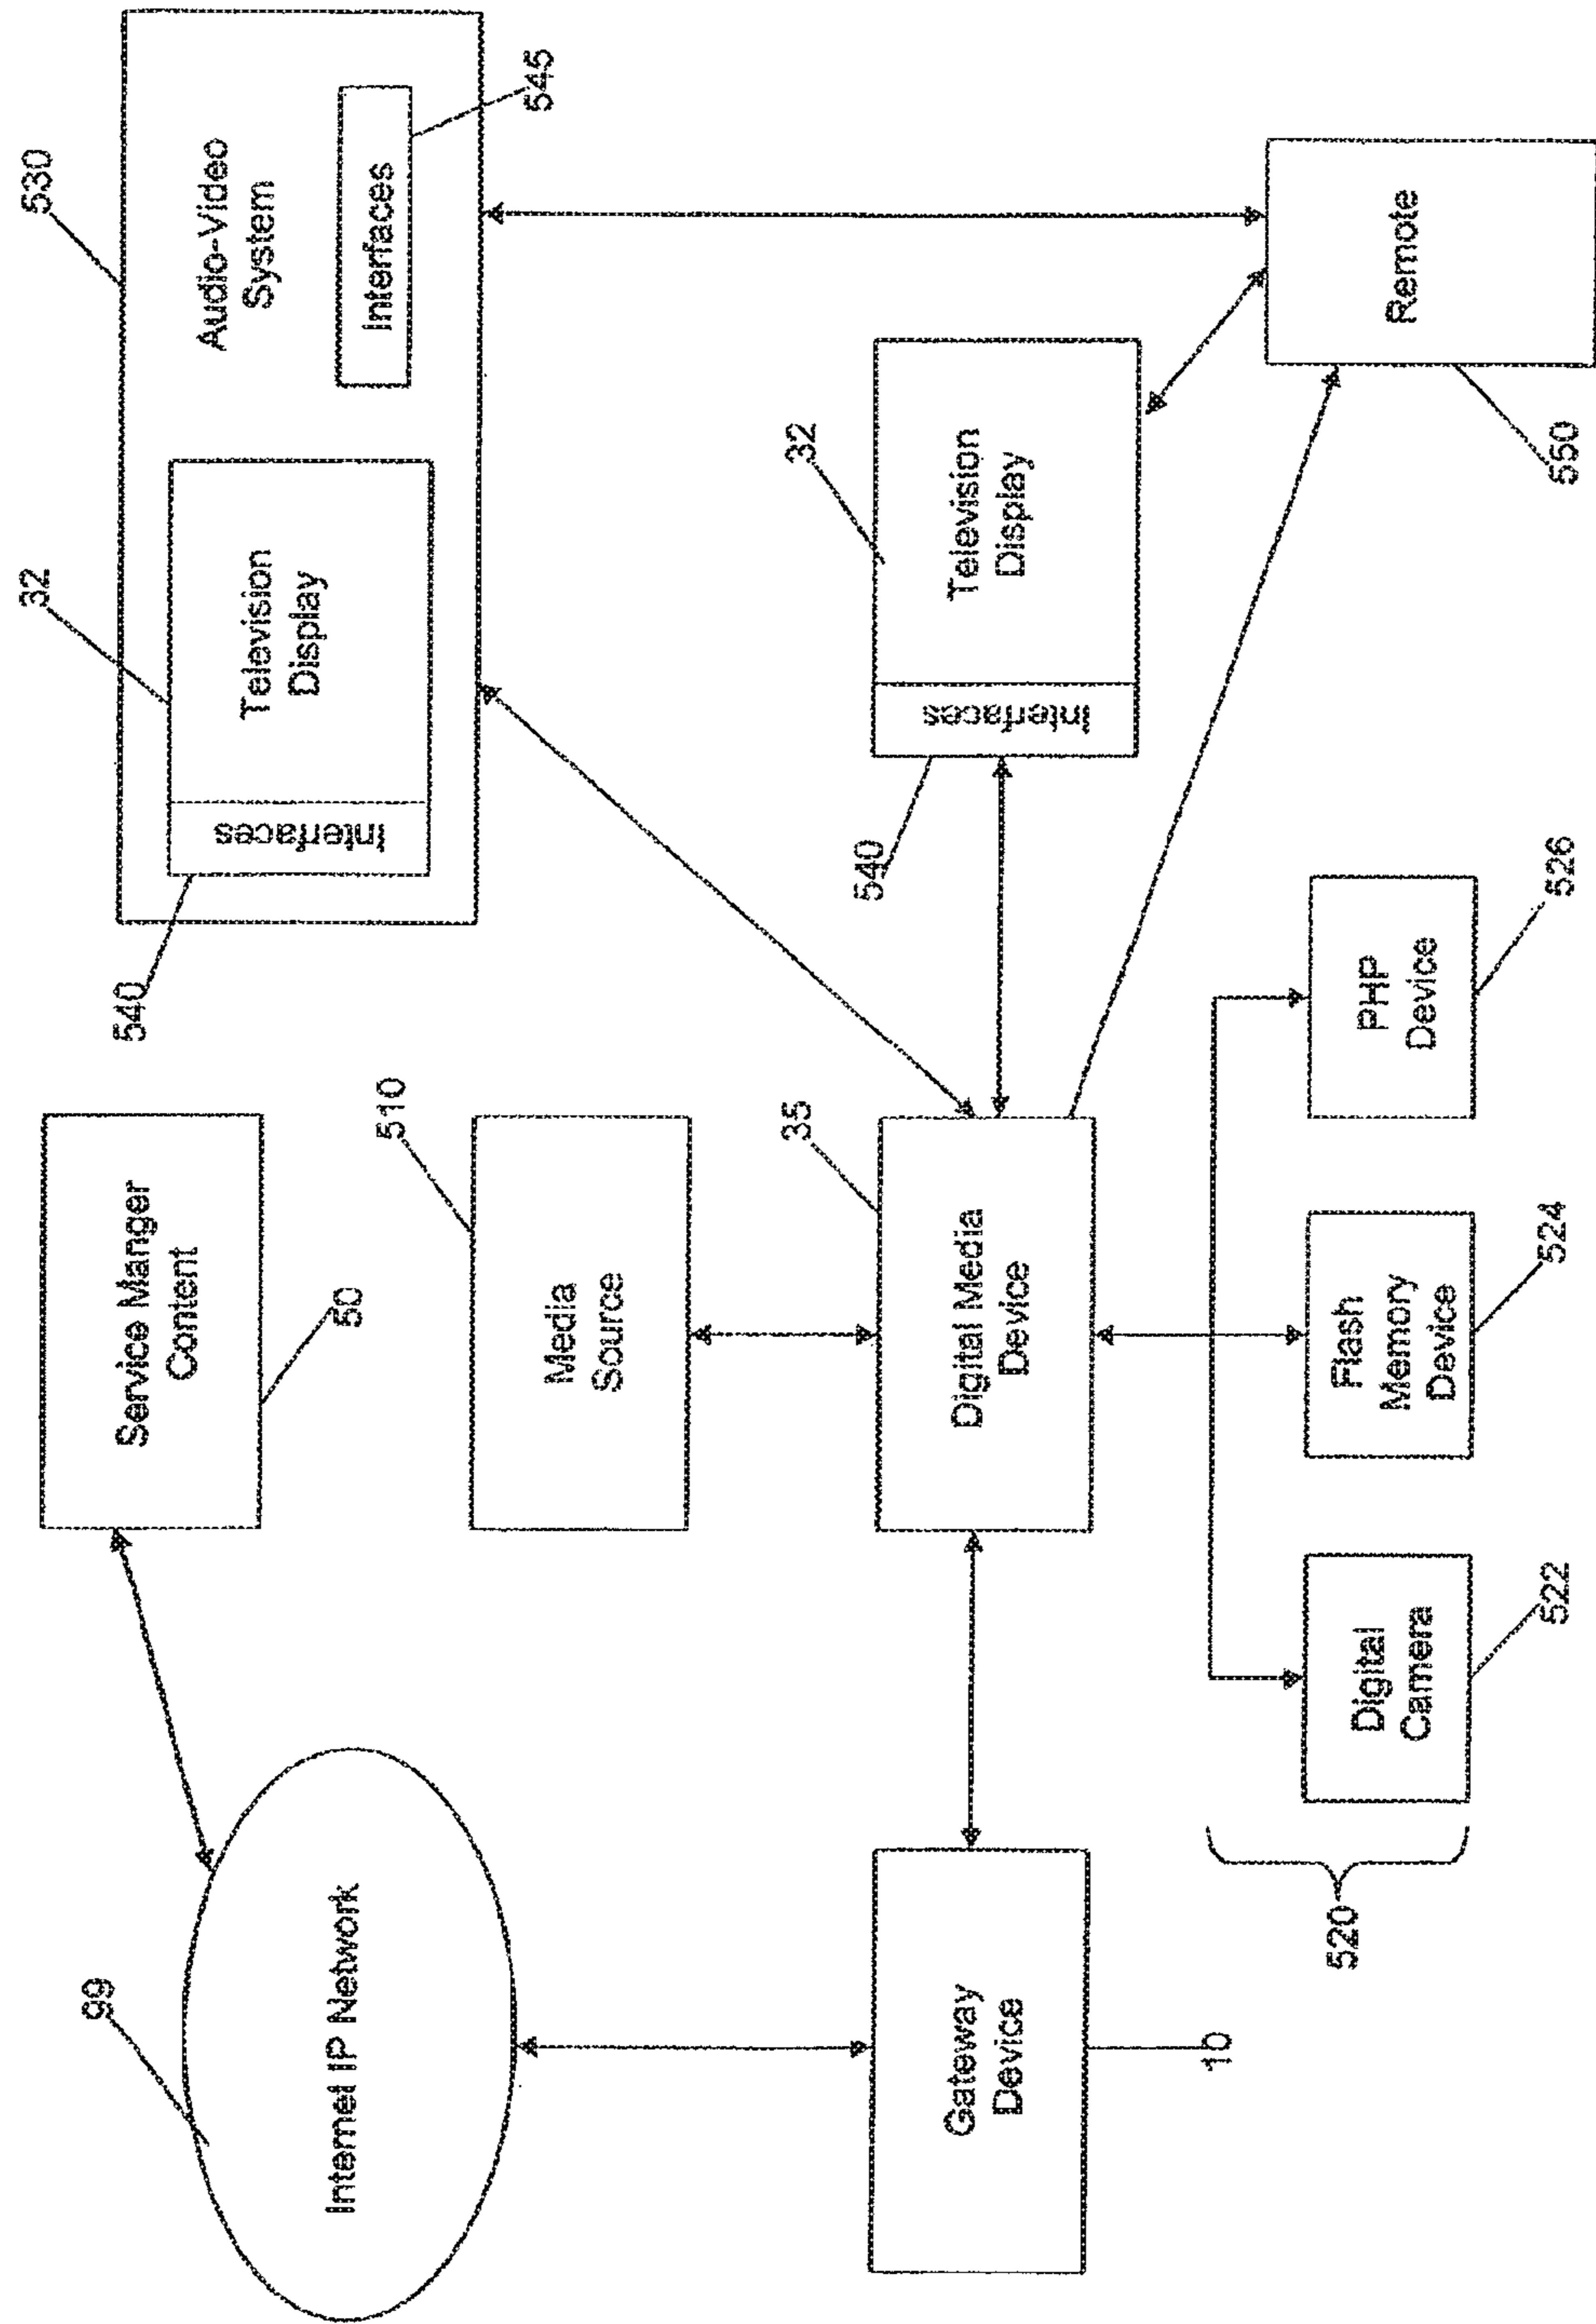 99
Internel IP Network
Service Manger
Content
50
530
Audio-Video
System
32
Television
Display
Interfaces
540
Interfaces
545
510
Media
Source
35
Digital Media
Device
32
Television
Display
Interfaces
540
Gateway
Device
10
520
Digital
Camera
522
Flash
Memory
Device
524
PHP
Device
526
Remote
550